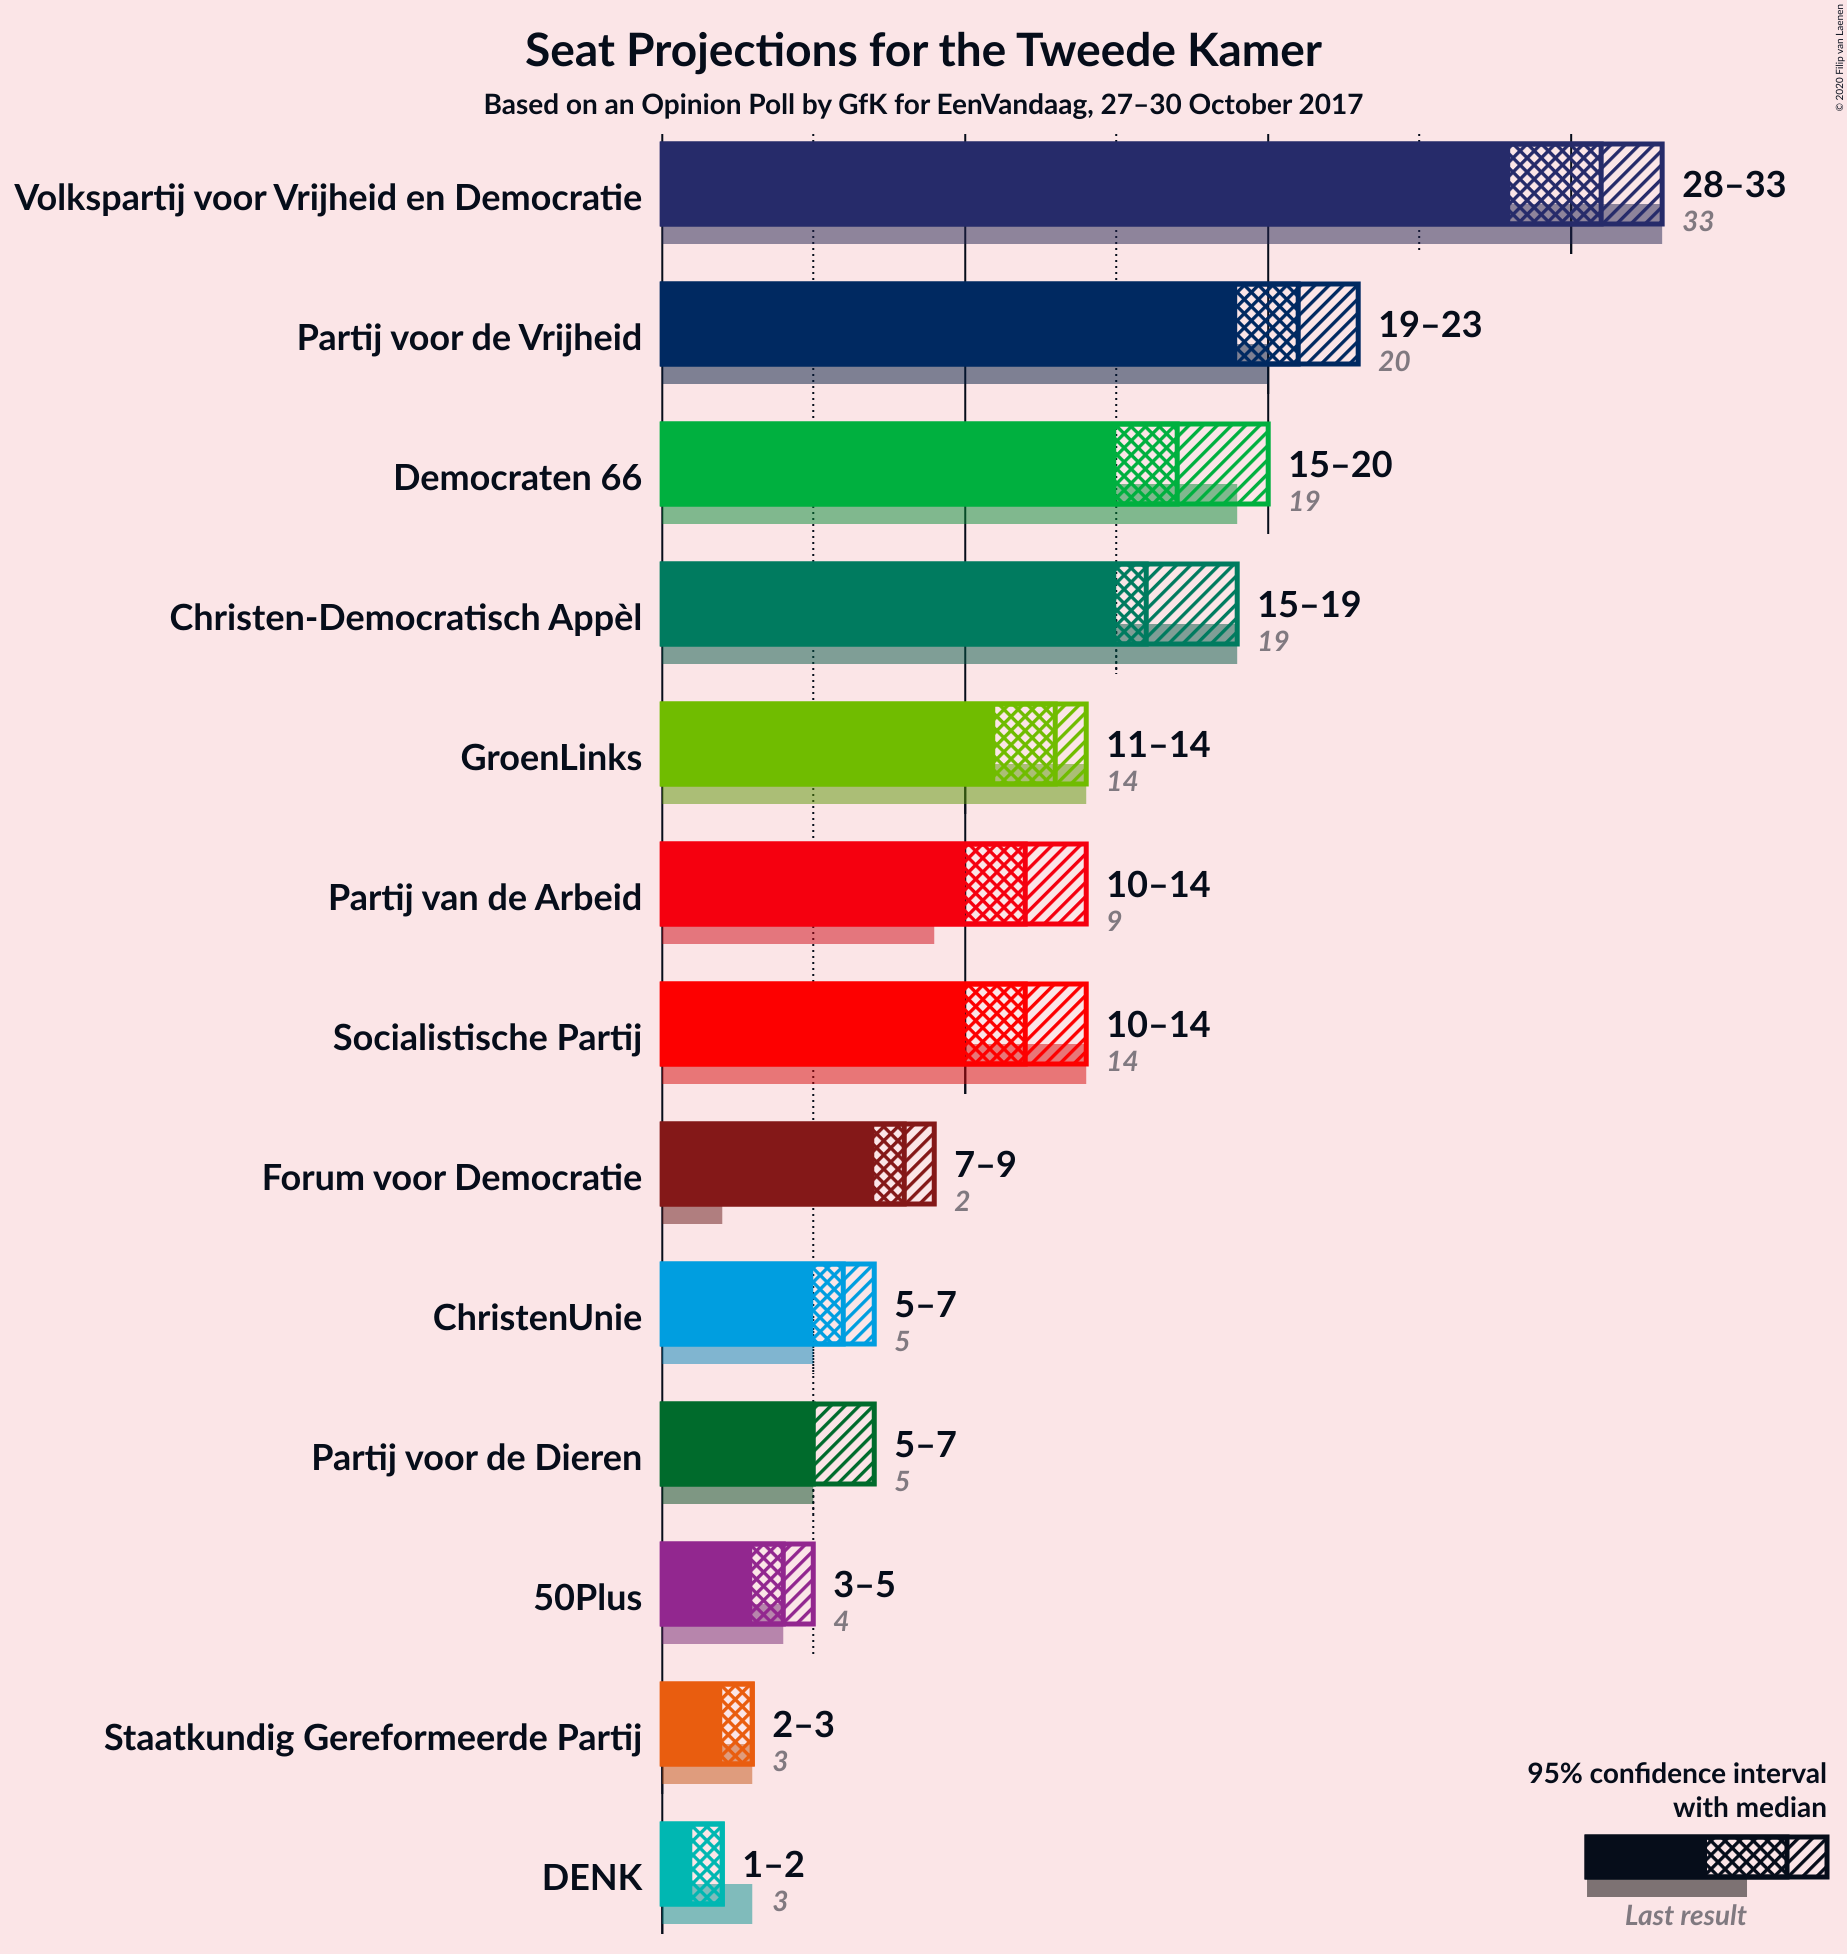 Seat Projections for the Tweede Kamer
Based on an Opinion Poll by GfK for EenVandaag, 27–30 October 2017
© 2020 Filip van Laenen
Volkspartij voor Vrijheid en Democratie
28–33
33
Partij voor de Vrijheid
19–23
20
Democraten 66
15–20
19
Christen-Democratisch Appèl
15–19
19
GroenLinks
11–14
14
Partij van de Arbeid
10–14
9
Socialistische Partij
10–14
14
Forum voor Democratie
7–9
2
ChristenUnie
5–7
5
Partij voor de Dieren
5–7
5
50Plus
3–5
4
Staatkundig Gereformeerde Partij
2–3
3
DENK
1–2
3
95% confidence interval
with median
Last result